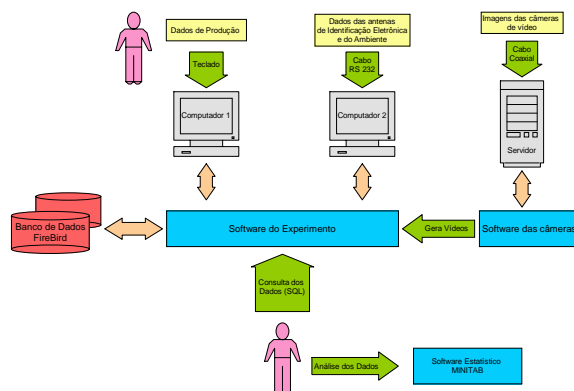 Dados de Produção
Dados das antenas
de Identificação Eletrônica
e do Ambiente
Imagens das câmeras
de vídeo
Teclado
Cabo
RS 232
Cabo
Coaxial
Computador 1
Computador 2
Servidor
Banco de Dados
FireBird
Software do Experimento
Gera Vídeos
Software das câmeras
Consulta dos
Dados (SQL)
Análise dos Dados
Software Estatístico
MINITAB